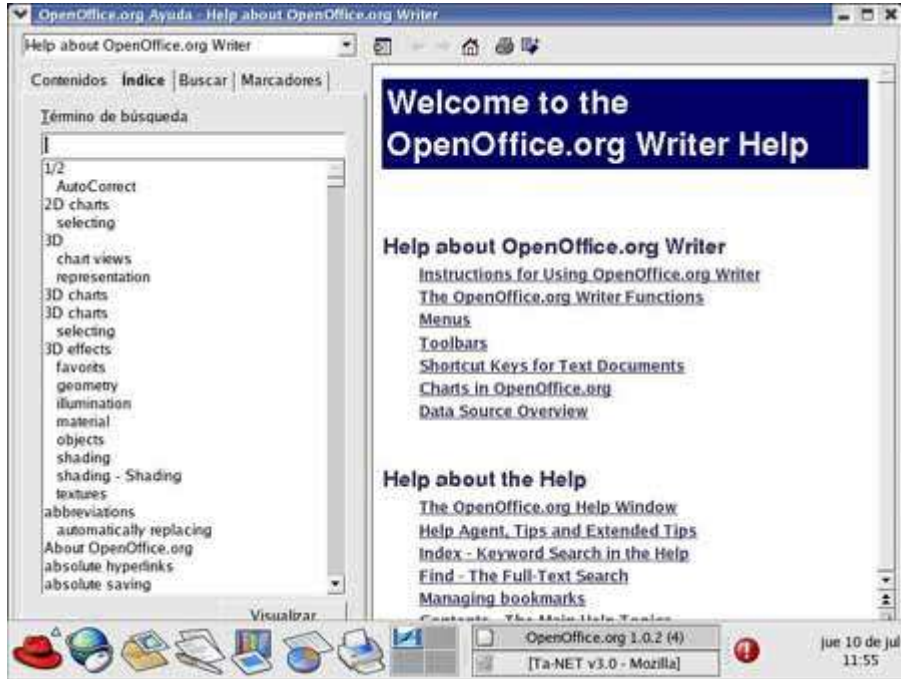 OpenOffice.org Ayuda - Help about OpenOffice.org Writer
Help about OpenOffice.org Writer
Contenidos Índice Buscar Marcadores
Término de búsqueda
1/2
AutoCorrect
2D charts
selecting
3D
chart views
representation
3D charts
3D charts
selecting
3D effects
favorits
geometry
illumination
material
objects
shading
shading - Shading
textures
abbreviations
automatically replacing
About OpenOffice.org
absolute hyperlinks
absolute saving
Visualizar
Welcome to the
OpenOffice.org Writer Help
Help about OpenOffice.org Writer
Instructions for Using OpenOffice.org Writer
The OpenOffice.org Writer Functions
Menus
Toolbars
Shortcut Keys for Text Documents
Charts in OpenOffice.org
Data Source Overview
Help about the Help
The OpenOffice.org Help Window
Help Agent, Tips and Extended Tips
Index - Keyword Search in the Help
Find - The Full-Text Search
Managing bookmarks
Contents - The Main Help Topics
OpenOffice.org 1.0.2 (4)
[Ta-NET v3.0 - Mozilla]
jue 10 de jul
11:55